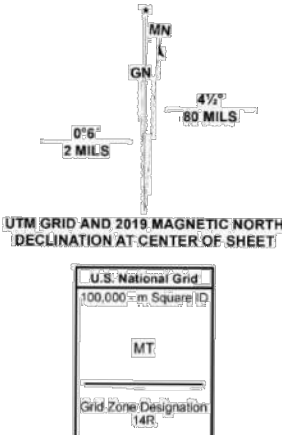 ★
MN
GN
4½°
80 MILS
0°6'
2 MILS
UTM GRID AND 2019 MAGNETIC NORTH
DECLINATION AT CENTER OF SHEET
U.S. National Grid
100,000 - m Square ID
MT
Grid Zone Designation
14R